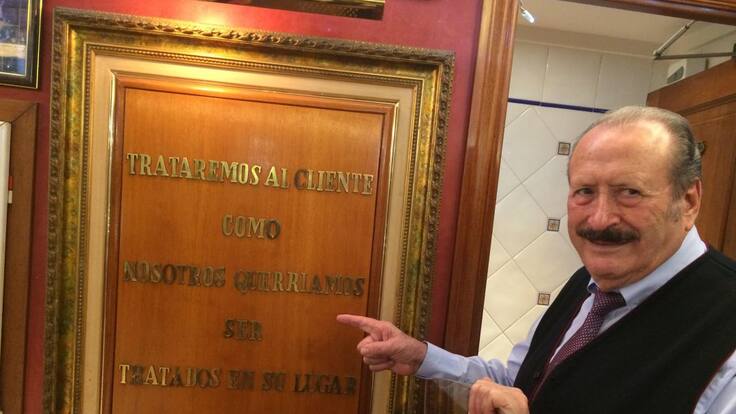 TRATAREMOS AL CLIENTE
COMO
NOSOTROS QUERRIAMOS
SER
TRATADOS EN SU LUGAR